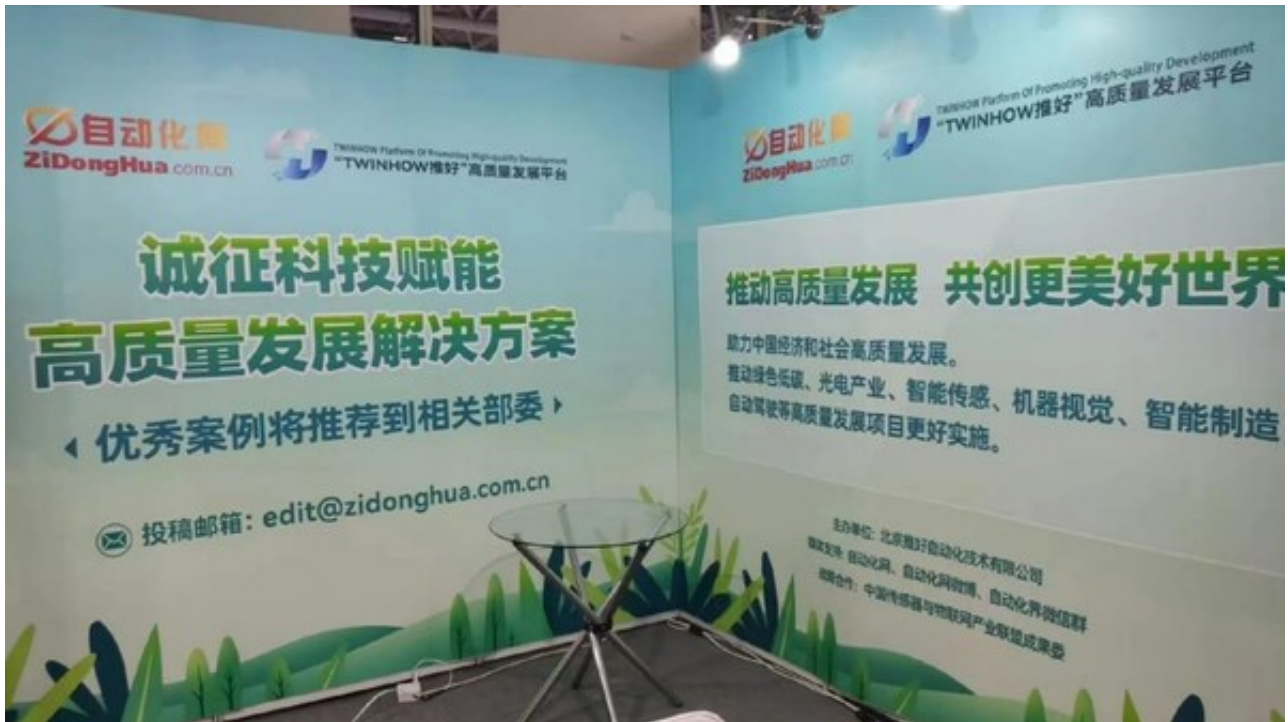 自动化网
ZiDongHua.com.cn
TWINHOW Platform Of Promoting High-quality Development
“TWINHOW推好”高质量发展平台
诚征科技赋能
高质量发展解决方案
优秀案例将推荐到相关部委
投稿邮箱：edit@zidonghua.com.cn
自动化网
ZiDongHua.com.cn
TWINHOW Platform Of Promoting High-quality Development
“TWINHOW推好”高质量发展平台
推动高质量发展 共创更美好世界
助力中国经济和社会高质量发展。
推动绿色低碳、光电产业、智能传感、机器视觉、智能制造
自动驾驶等高质量发展项目更好实施。
主办单位：北京推好自动化技术有限公司
媒体支持：自动化网、自动化网微博、自动化界微信群
战略合作：中国传感器与物联网产业联盟成果委